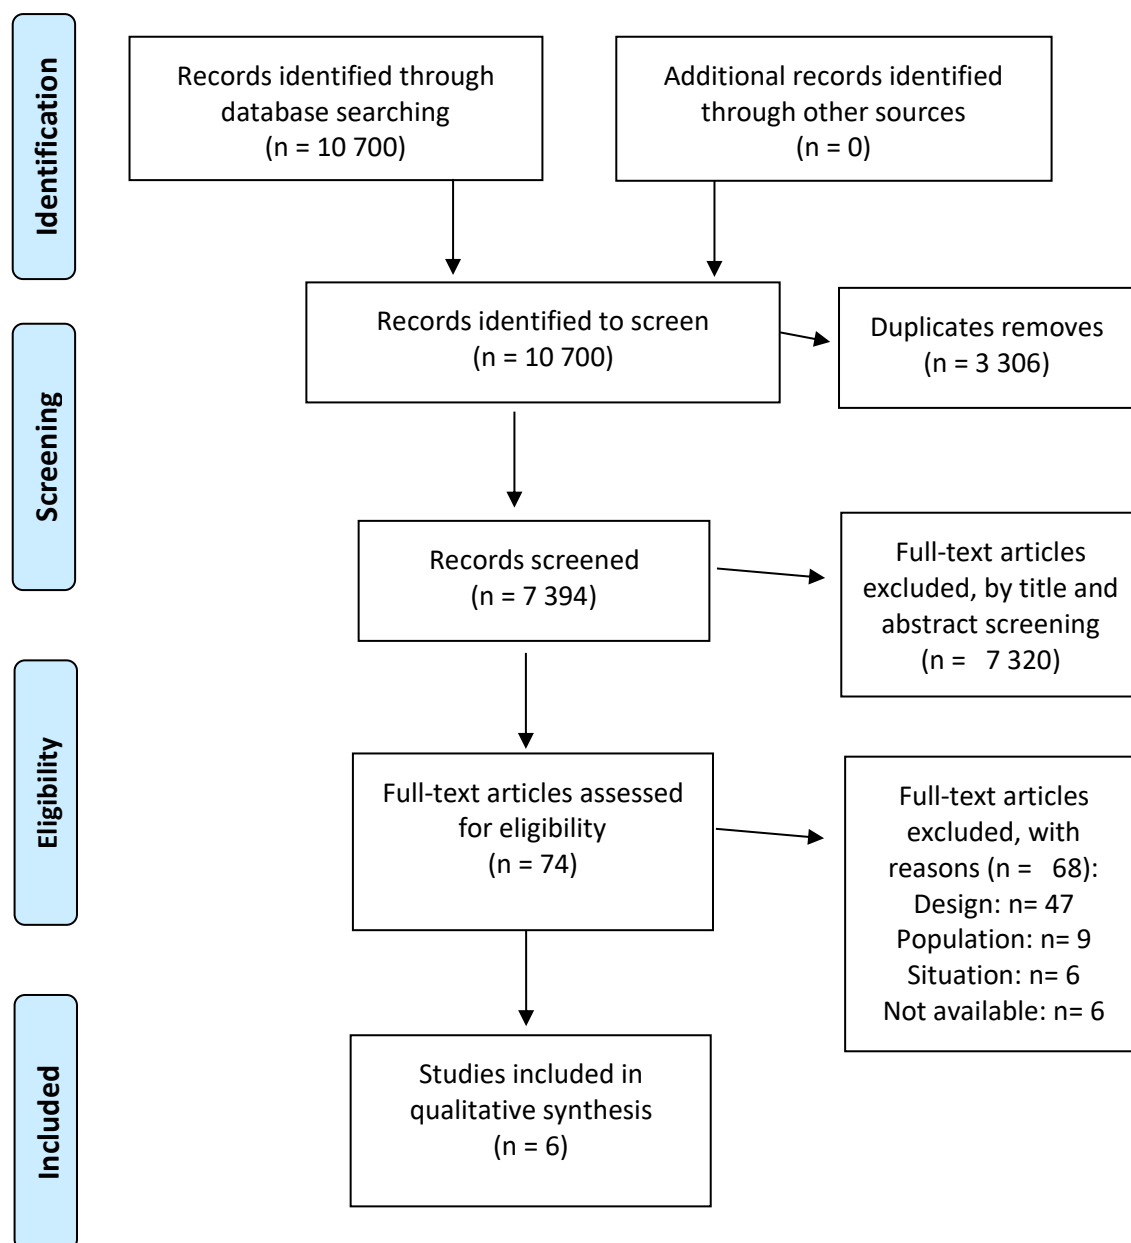 Identification
Records identified through
database searching
(n = 10 700)
Additional records identified
through other sources
(n = 0)
Records identified to screen
(n = 10 700)
Duplicates removes
(n = 3 306)
Screening
Records screened
(n = 7 394)
Full-text articles
excluded, by title and
abstract screening
(n =   7 320)
Eligibility
Full-text articles assessed
for eligibility
(n = 74)
Full-text articles
excluded, with
reasons (n =   68):
Design: n= 47
Population: n= 9
Situation: n= 6
Not available: n= 6
Included
Studies included in
qualitative synthesis
(n = 6)